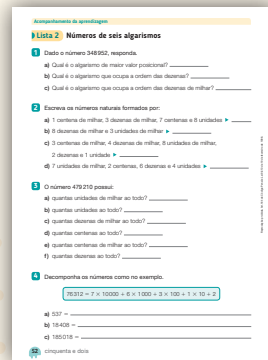 Acompanhamento da aprendizagem
Lista 2 Números de seis algarismos
1 Dado o número 348952, responda.
a) Qual é o algarismo de maior valor posicional?
b) Qual é o algarismo que ocupa a ordem das dezenas?
c) Qual é o algarismo que ocupa a ordem das dezenas de milhar?
2 Escreva os números naturais formados por:
a) 1 centena de milhar, 3 dezenas de milhar, 7 centenas e 8 unidades ▶
b) 8 dezenas de milhar e 3 unidades de milhar ▶
c) 3 centenas de milhar, 4 dezenas de milhar, 8 unidades de milhar,
2 dezenas e 1 unidade ▶
d) 7 unidades de milhar, 2 centenas, 6 dezenas e 4 unidades ▶
3 O número 479210 possui:
a) quantas unidades de milhar ao todo?
b) quantas unidades ao todo?
c) quantas dezenas de milhar ao todo?
d) quantas centenas ao todo?
e) quantas centenas de milhar ao todo?
f) quantas dezenas ao todo?
4 Decomponha os números como no exemplo.
76312 = 7 × 10000 + 6 × 1000 + 3 × 100 + 1 × 10 + 2
a) 537 =
b) 18408 =
c) 185018 =
52 cinquenta e dois